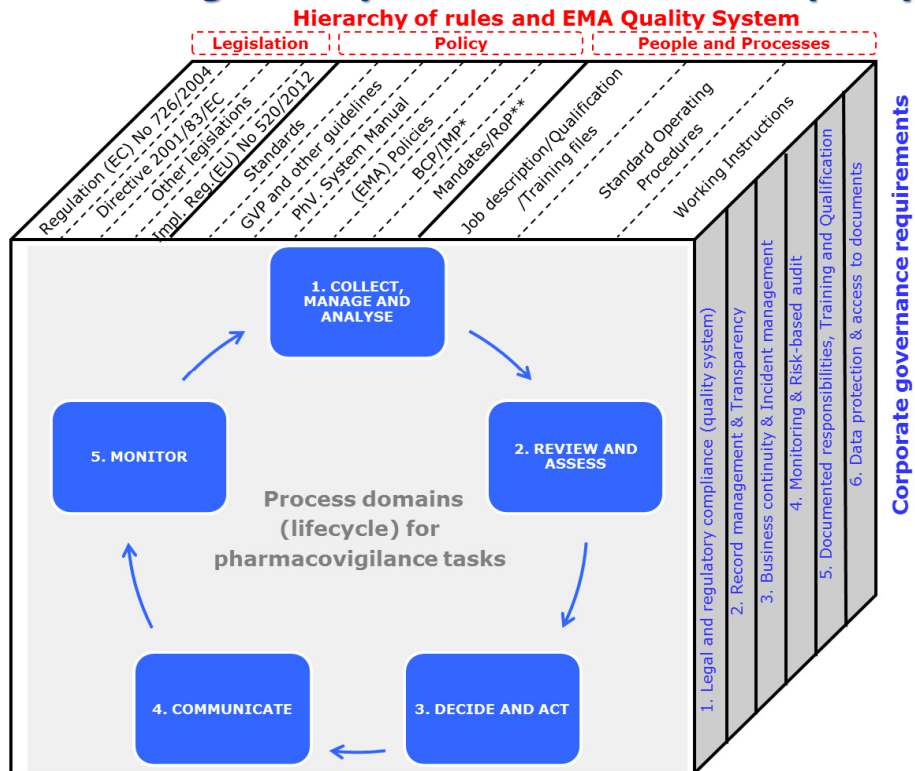 Hierarchy of rules and EMA Quality System
Legislation
Policy
People and Processes
Regulation (EC) No 726/2004
Directive 2001/83/EC
Other legislations
Impl. Reg.(EU) No 520/2012
Standards
GVP and other guidelines
PhV. System Manual
(EMA) Policies
BCP/IMP*
Mandates/RoP**
Job description/Qualification
/Training files
Standard Operating
Procedures
Working Instructions
1. COLLECT,
MANAGE AND
ANALYSE
2. REVIEW AND
ASSESS
3. DECIDE AND ACT
4. COMMUNICATE
5. MONITOR
Process domains
(lifecycle) for
pharmacovigilance tasks
1. Legal and regulatory compliance (quality system)
2. Record management & Transparency
3. Business continuity & Incident management
4. Monitoring & Risk-based audit
5. Documented responsibilities, Training and Qualification
6. Data protection & access to documents
Corporate governance requirements